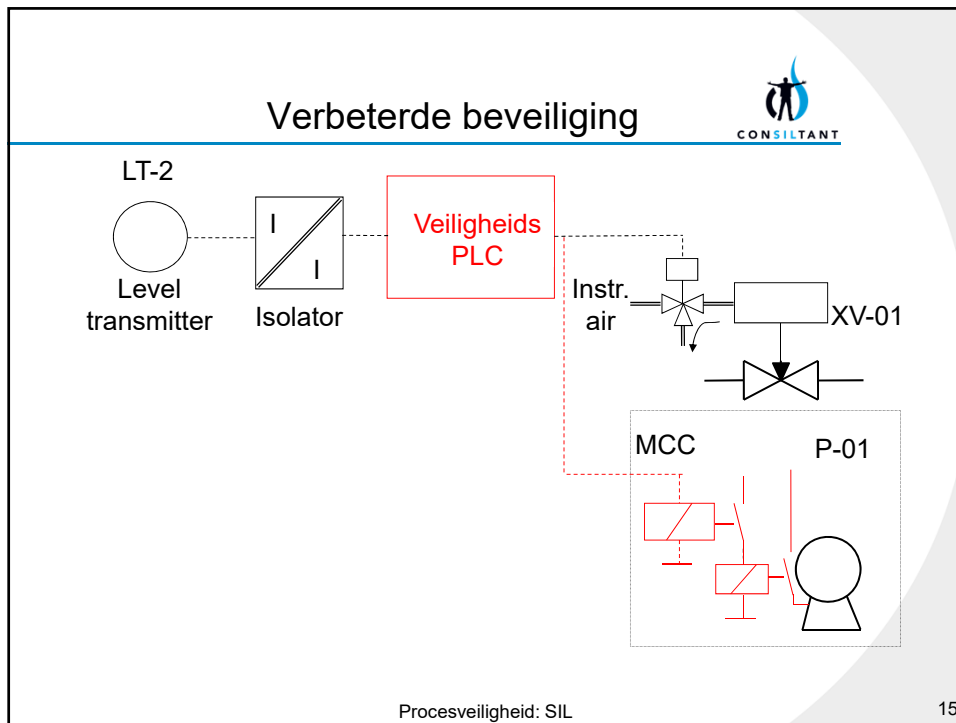 Verbeterde beveiliging
CONSILTANT
LT-2
Level
transmitter
I
I
Isolator
Veiligheids
PLC
Instr.
air
XV-01
MCC
P-01
Procesveiligheid: SIL
15